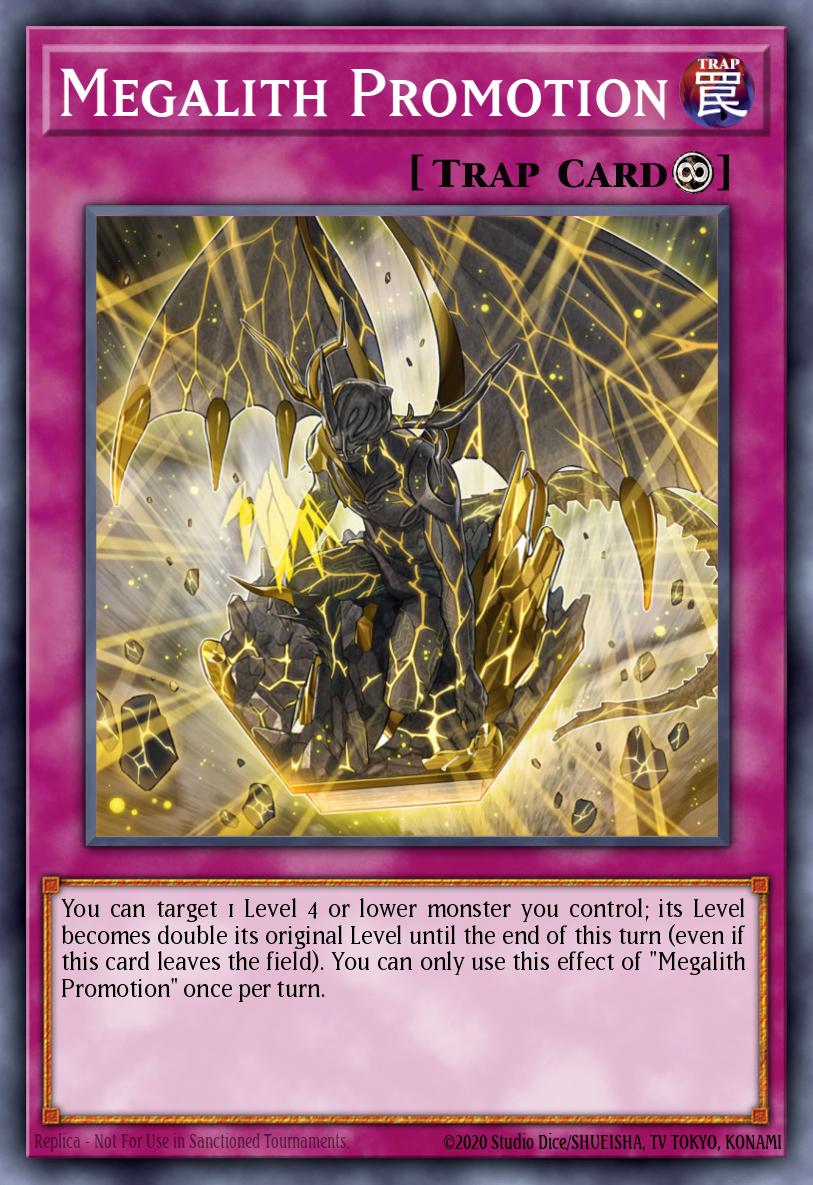 Megalith Promotion
TRAP
罠
[Trap Card∞]
You can target 1 Level 4 or lower monster you control; its Level
becomes double its original Level until the end of this turn (even if
this card leaves the field). You can only use this effect of "Megalith
Promotion" once per turn.
Replica - Not For Use in Sanctioned Tournaments.
©2020 Studio Dice/SHUEISHA, TV TOKYO, KONAMI